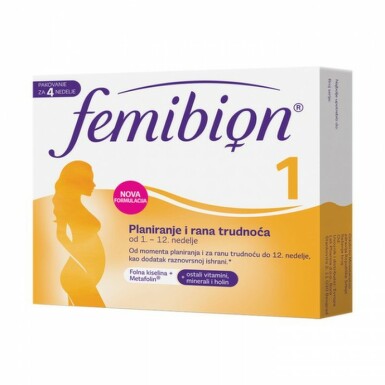 PAKOVANJE
ZA 4 NEDELJE
femibion®
1
NOVA
FORMULACIJA
Planiranje i rana trudnoća
od 1. – 12. nedelje
Od momenta planiranja i za ranu trudnoću do 12. nedelje,
kao dodatak raznovrsnoj ishrani.*
Folna kiselina +
Metafolin®
+ ostali vitamini,
minerali i holin